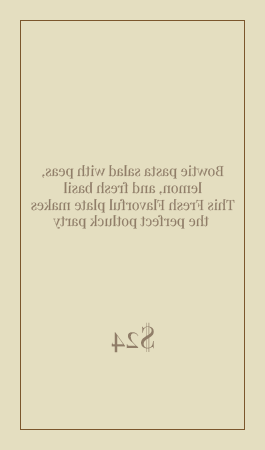 Bowtie pasta salad with peas,
lemon, and fresh basil
This Fresh Flavorful plate makes
the perfect potluck party
$24